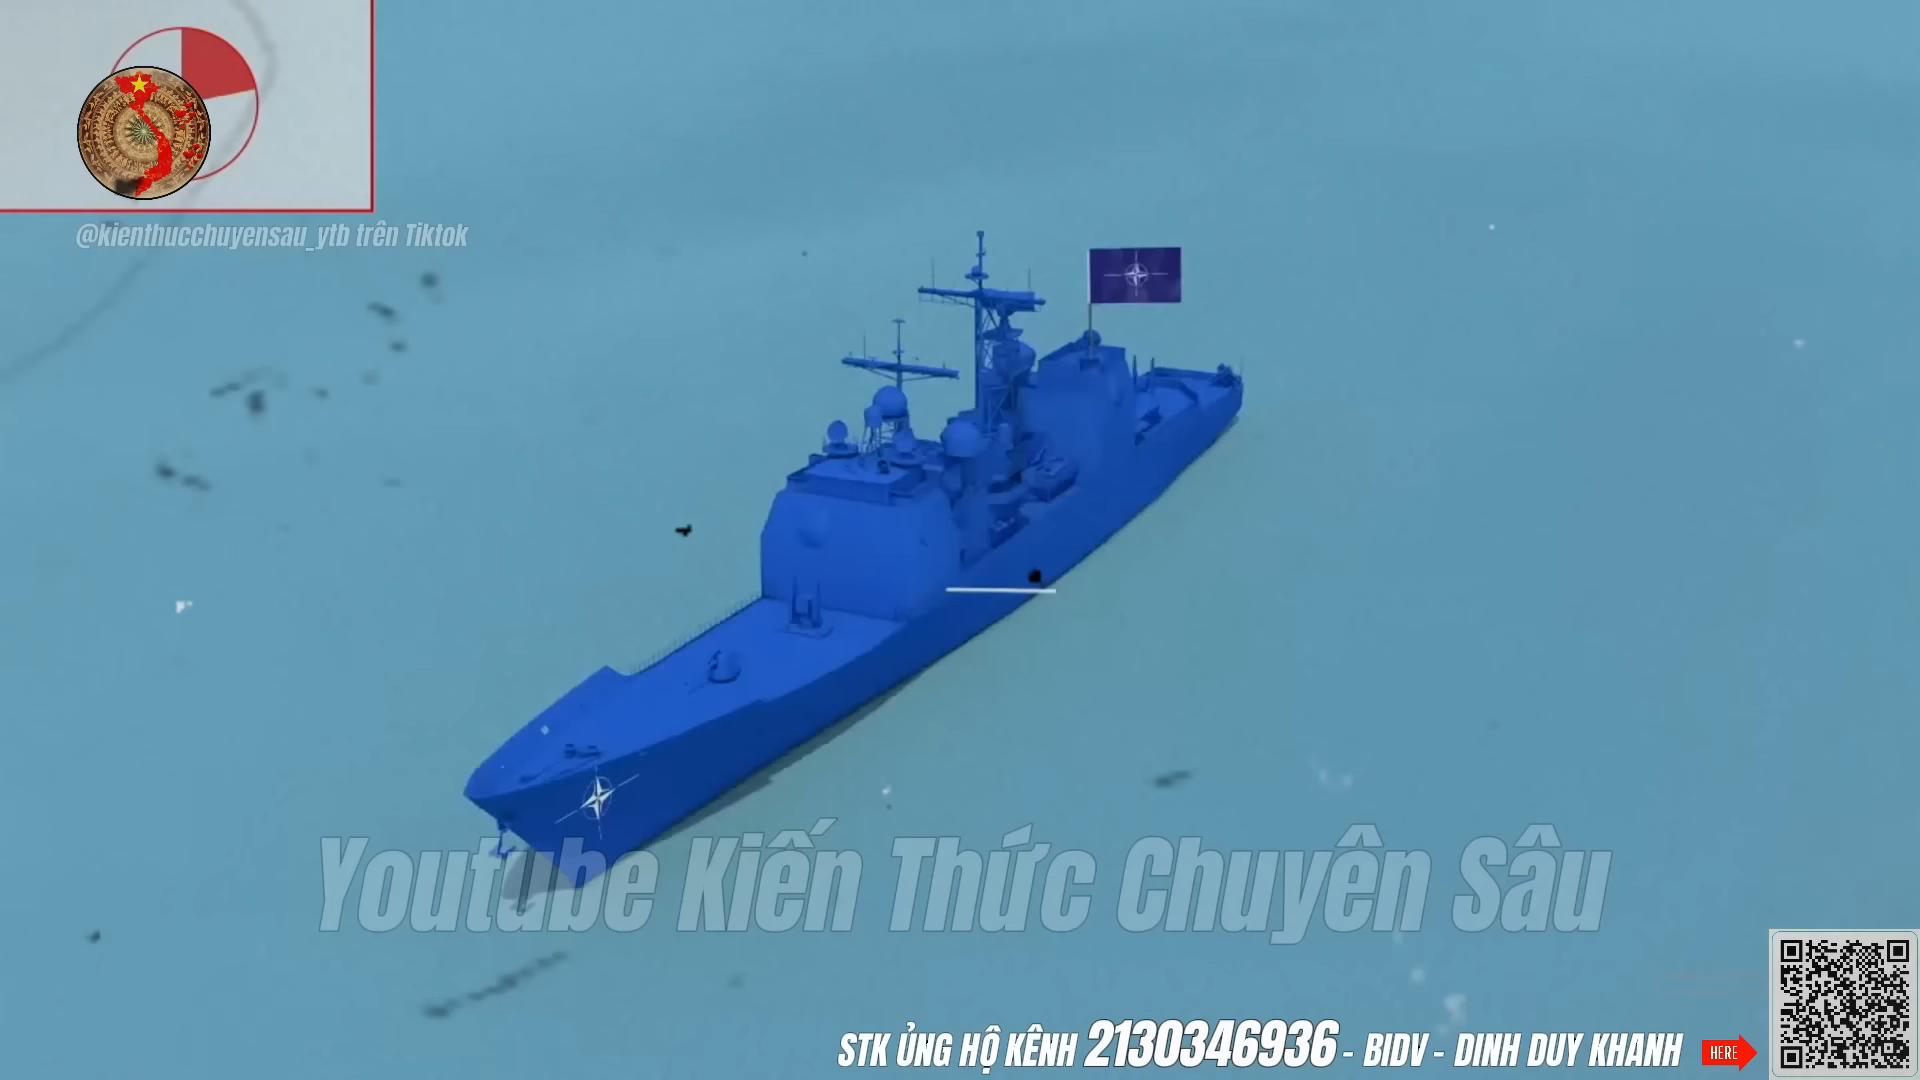 @kienthucchuyensau_ytb trên Tiktok
Youtube Kiến Thức Chuyên Sâu
STK ỦNG HỘ KÊNH 2130346936 - BIDV - DINH DUY KHANH
HERE